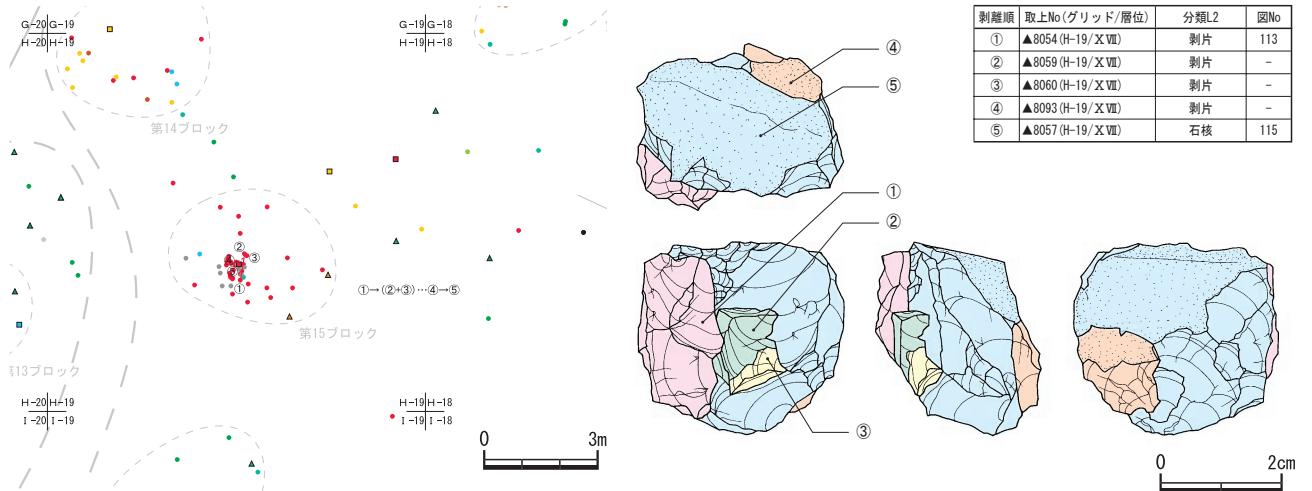 G-20 G-19
H-20 H-19
G-19 G-18
H-19 H-18
第14ブロック
②
③
①
①→(②+③)…④→⑤
第15ブロック
13ブロック
H-20 H-19
I-20 I-19
H-19 H-18
I-19 I-18
0 3m
④
⑤
①
②
③
0 2cm
剥離順 取上No(グリッド/層位) 分類L2 図No
① ▲8054(H-19/ⅩⅦ) 剥片 113
② ▲8059(H-19/ⅩⅦ) 剥片 -
③ ▲8060(H-19/ⅩⅦ) 剥片 -
④ ▲8093(H-19/ⅩⅦ) 剥片 -
⑤ ▲8057(H-19/ⅩⅦ) 石核 115